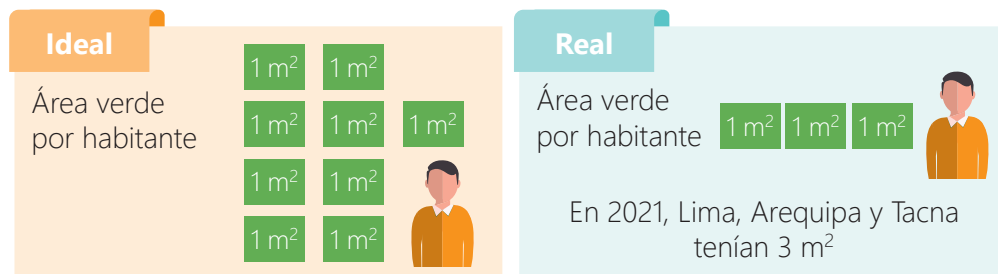 Ideal
Área verde
por habitante
1 m²
1 m²
1 m²
1 m²
1 m²
1 m²
1 m²
1 m²
1 m²
Real
Área verde
por habitante
1 m²
1 m²
1 m²
En 2021, Lima, Arequipa y Tacna
tenían 3 m²